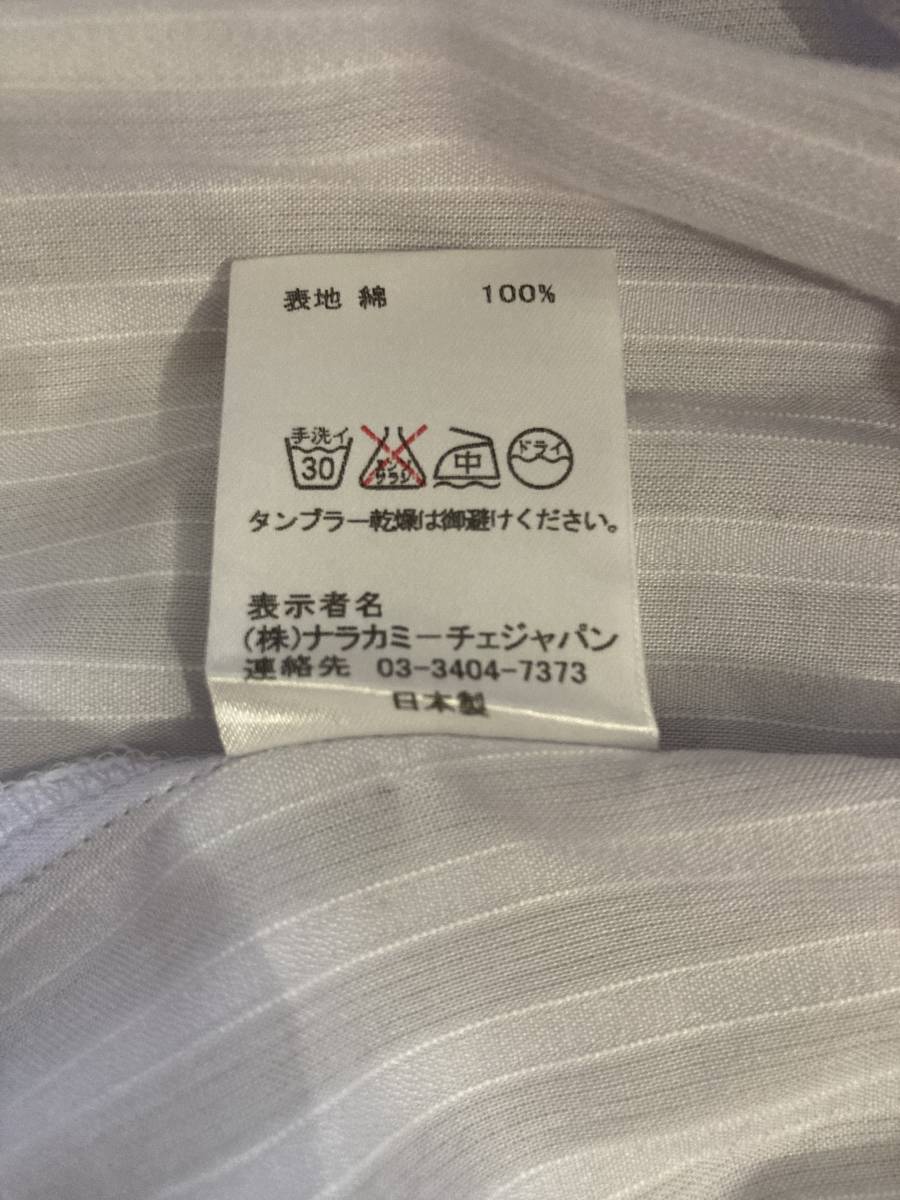 表地 綿 100%
手洗イ 30 エンソ サラシ 中 ドライ
タンブラー乾燥は御避けください。
表示者名
(株)ナラカミーチェジャパン
連絡先 03-3404-7373
日本製